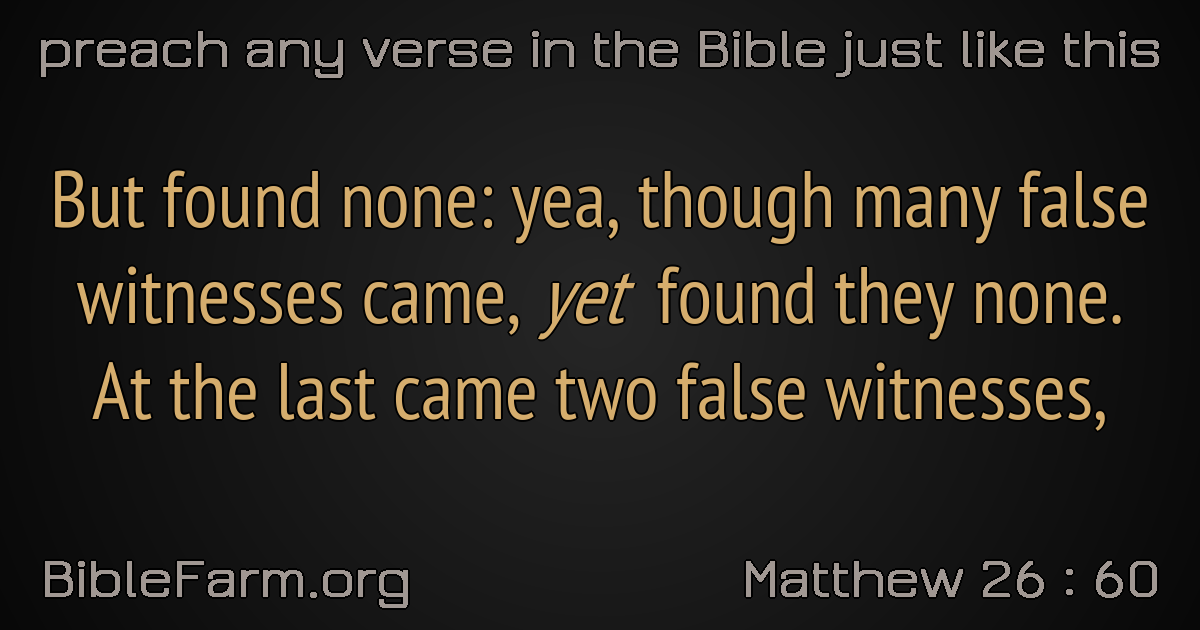 preach any verse in the Bible just like this
But found none: yea, though many false
witnesses came, yet found they none.
At the last came two false witnesses,
BibleFarm.org
Matthew 26 : 60